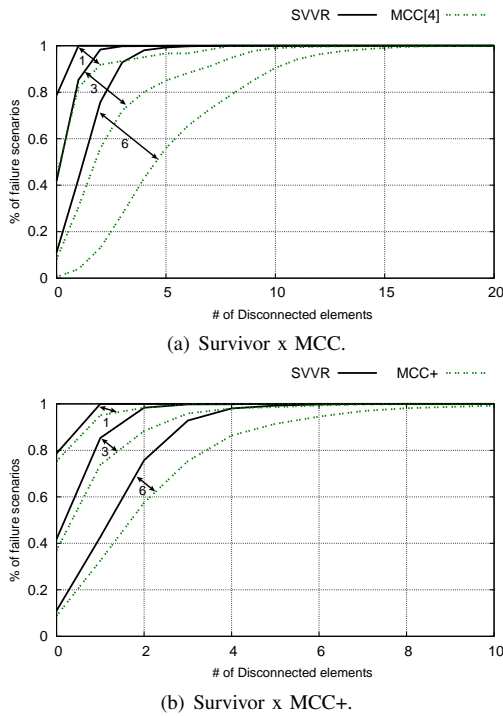 SVVR MCC[4]
1
0.8
0.6
0.4
0.2
0
% of failure scenarios
1
3
6
0 5 10 15 20
# of Disconnected elements
(a) Survivor x MCC.
SVVR MCC+
1
0.8
0.6
0.4
0.2
0
% of failure scenarios
1
3
6
0 2 4 6 8 10
# of Disconnected elements
(b) Survivor x MCC+.